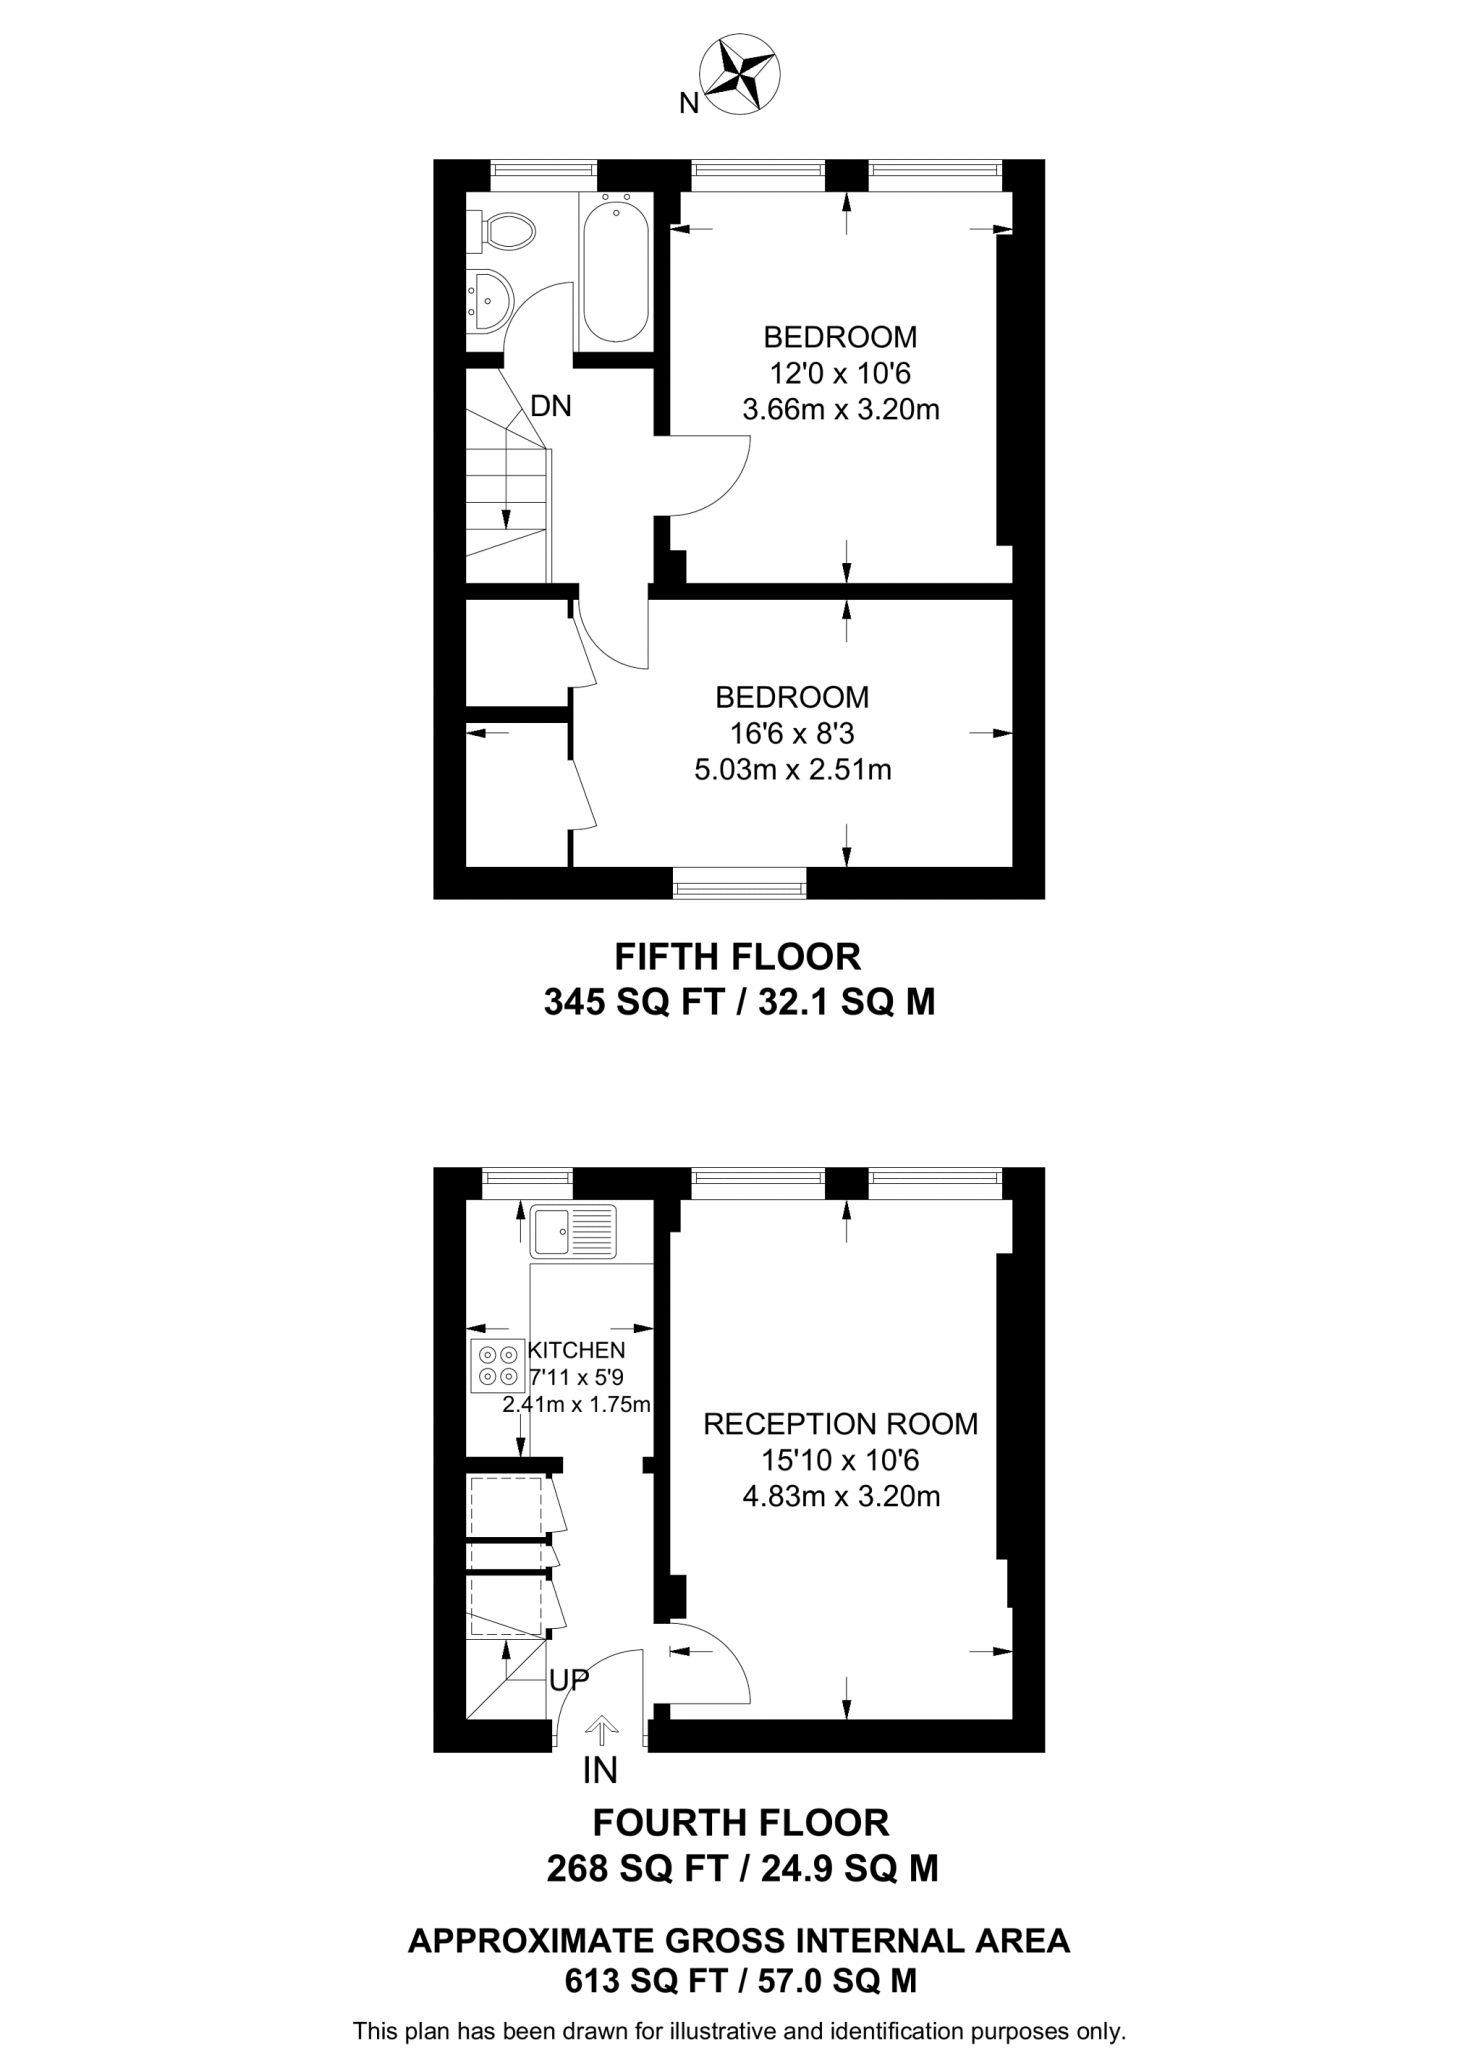 N
BEDROOM
12'0 x 10'6
3.66m x 3.20m
DN
BEDROOM
16'6 x 8'3
5.03m x 2.51m
FIFTH FLOOR
345 SQ FT / 32.1 SQ M
KITCHEN
7'11 x 5'9
2.41m x 1.75m
RECEPTION ROOM
15'10 x 10'6
4.83m x 3.20m
UP
IN
FOURTH FLOOR
268 SQ FT / 24.9 SQ M
APPROXIMATE GROSS INTERNAL AREA
613 SQ FT / 57.0 SQ M
This plan has been drawn for illustrative and identification purposes only.